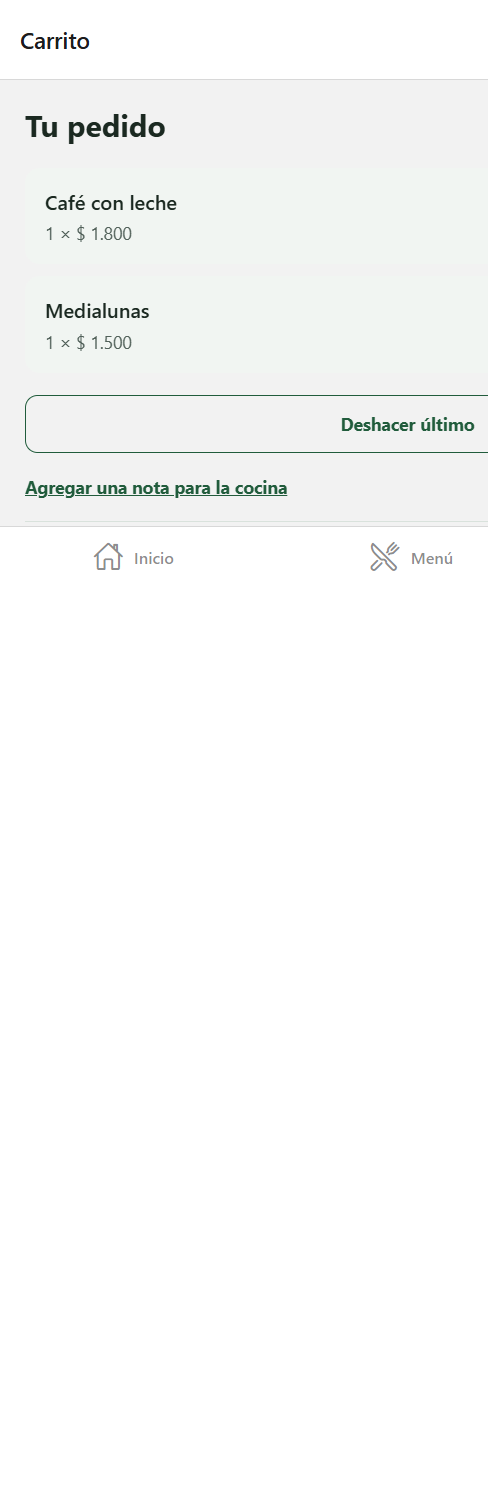 Carrito
Tu pedido
Café con leche
1 × $ 1.800
Medialunas
1 × $ 1.500
Deshacer último
Agregar una nota para la cocina
Inicio
Menú